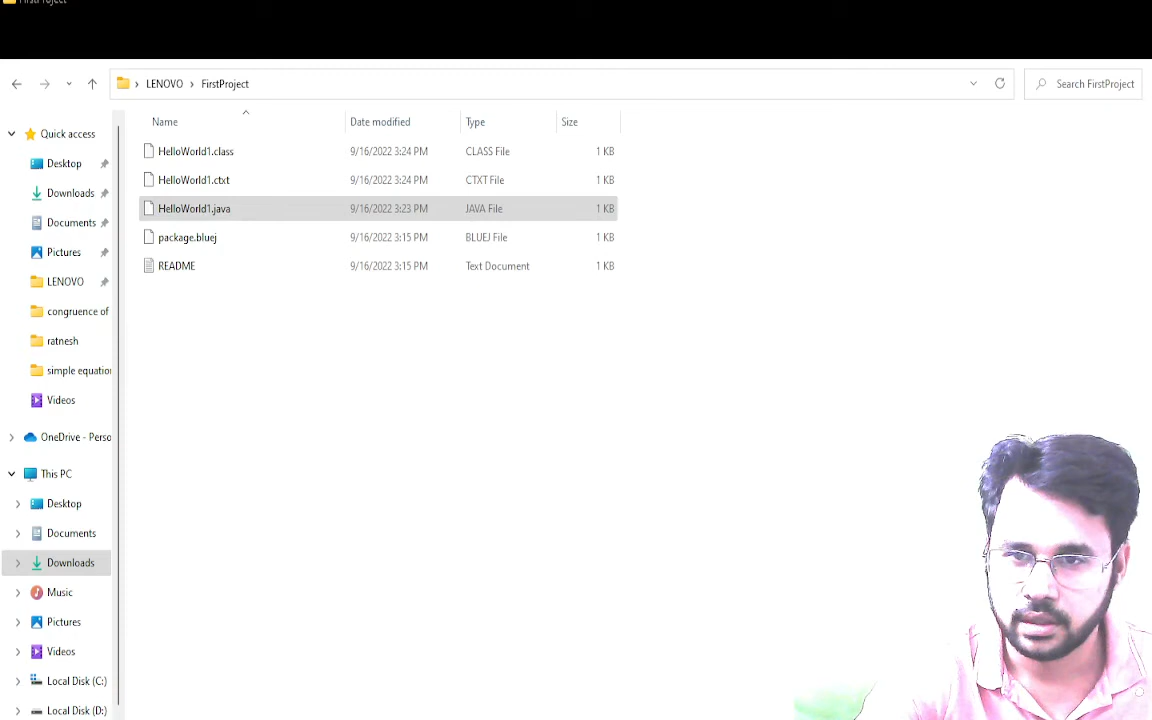 FirstProject
LENOVO > FirstProject
Search FirstProject
Name Date modified Type Size
HelloWorld1.class 9/16/2022 3:24 PM CLASS File 1 KB
HelloWorld1.ctxt 9/16/2022 3:24 PM CTXT File 1 KB
HelloWorld1.java 9/16/2022 3:23 PM JAVA File 1 KB
package.bluej 9/16/2022 3:15 PM BLUEJ File 1 KB
README 9/16/2022 3:15 PM Text Document 1 KB
Quick access
Desktop
Downloads
Documents
Pictures
LENOVO
congruence of
ratnesh
simple equation
Videos
OneDrive - Perso
This PC
Desktop
Documents
Downloads
Music
Pictures
Videos
Local Disk (C:)
Local Disk (D:)